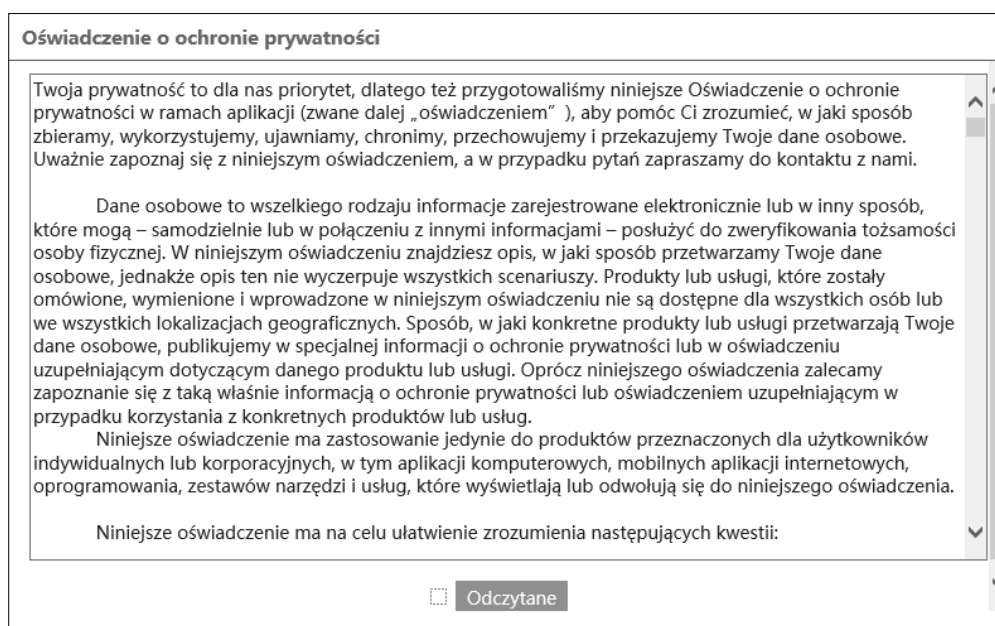 Oświadczenie o ochronie prywatności
Twoja prywatność to dla nas priorytet, dlatego też przygotowaliśmy niniejsze Oświadczenie o ochronie
prywatności w ramach aplikacji (zwane dalej „oświadczeniem” ), aby pomóc Ci zrozumieć, w jaki sposób
zbieramy, wykorzystujemy, ujawniamy, chronimy, przechowujemy i przekazujemy Twoje dane osobowe.
Uważnie zapoznaj się z niniejszym oświadczeniem, a w przypadku pytań zapraszamy do kontaktu z nami.
Dane osobowe to wszelkiego rodzaju informacje zarejestrowane elektronicznie lub w inny sposób,
które mogą – samodzielnie lub w połączeniu z innymi informacjami – posłużyć do zweryfikowania tożsamości
osoby fizycznej. W niniejszym oświadczeniu znajdziesz opis, w jaki sposób przetwarzamy Twoje dane
osobowe, jednakże opis ten nie wyczerpuje wszystkich scenariuszy. Produkty lub usługi, które zostały
omówione, wymienione i wprowadzone w niniejszym oświadczeniu nie są dostępne dla wszystkich osób lub
we wszystkich lokalizacjach geograficznych. Sposób, w jaki konkretne produkty lub usługi przetwarzają Twoje
dane osobowe, publikujemy w specjalnej informacji o ochronie prywatności lub w oświadczeniu
uzupełniającym dotyczącym danego produktu lub usługi. Oprócz niniejszego oświadczenia zalecamy
zapoznanie się z taką właśnie informacją o ochronie prywatności lub oświadczeniem uzupełniającym w
przypadku korzystania z konkretnych produktów lub usług.
Niniejsze oświadczenie ma zastosowanie jedynie do produktów przeznaczonych dla użytkowników
indywidualnych lub korporacyjnych, w tym aplikacji komputerowych, mobilnych aplikacji internetowych,
oprogramowania, zestawów narzędzi i usług, które wyświetlają lub odwołują się do niniejszego oświadczenia.
Niniejsze oświadczenie ma na celu ułatwienie zrozumienia następujących kwestii:
Odczytane